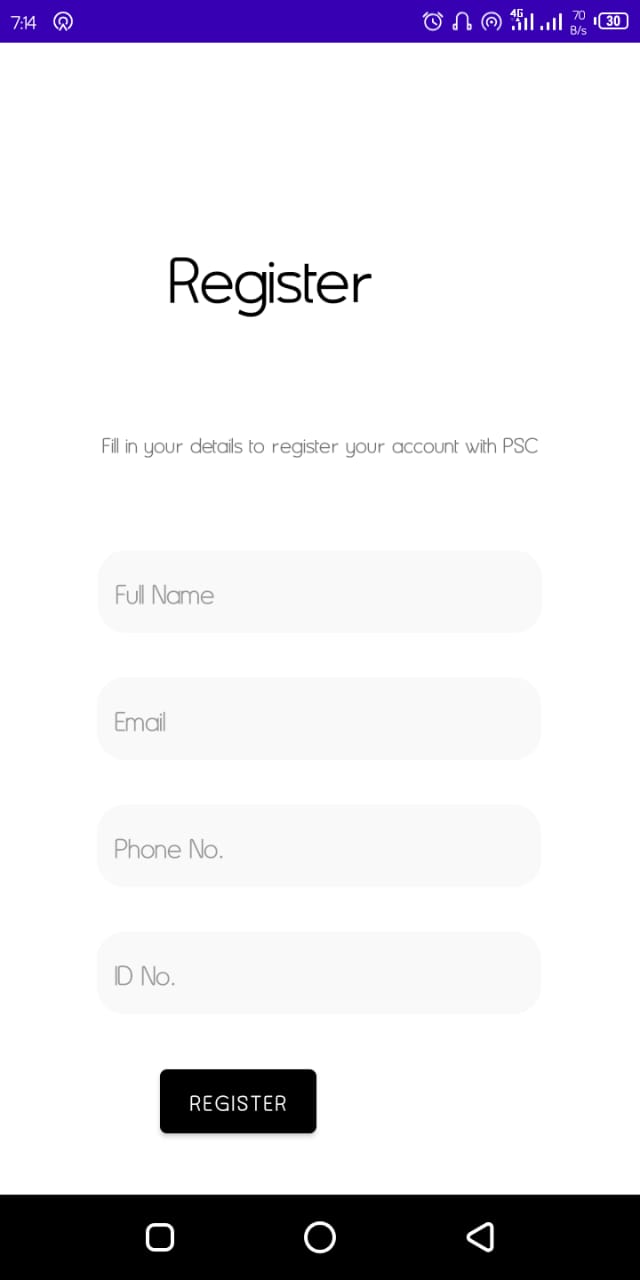 7:14
4G
70
B/s
30
Register
Fill in your details to register your account with PSC
Full Name
Email
Phone No.
ID No.
REGISTER